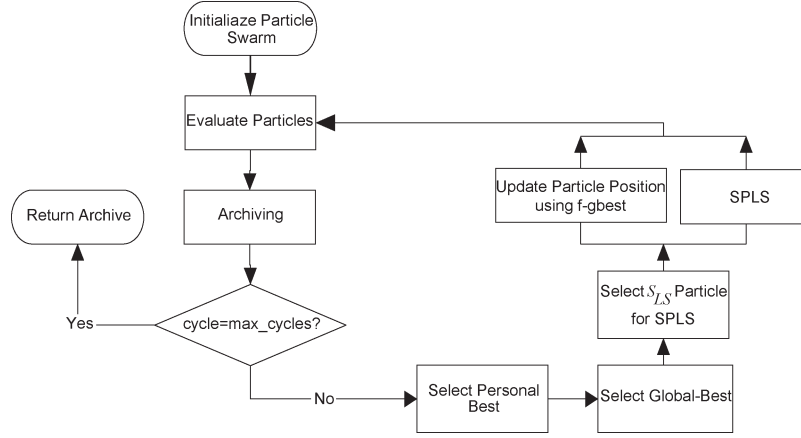 Initialiaze Particle
Swarm
Evaluate Particles
Archiving
Return Archive
cycle=max_cycles?
Yes
No
Select Personal
Best
Select Global-Best
Select S_LS Particle
for SPLS
Update Particle Position
using f-gbest
SPLS